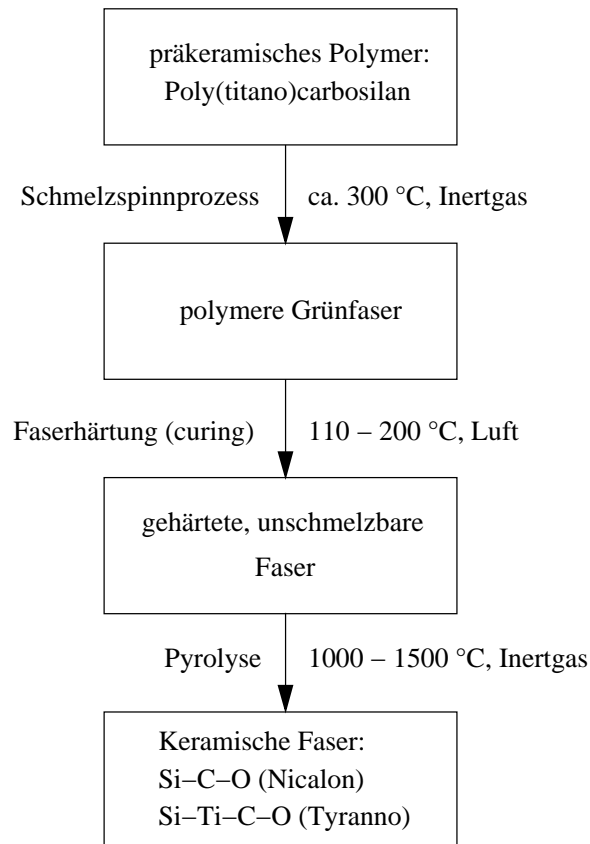 präkeramisches Polymer:
Poly(titano)carbosilan
Schmelzspinnprozess ca. 300 °C, Inertgas
polymere Grünfaser
Faserhärtung (curing) 110 – 200 °C, Luft
gehärtete, unschmelzbare
Faser
Pyrolyse 1000 – 1500 °C, Inertgas
Keramische Faser:
Si–C–O (Nicalon)
Si–Ti–C–O (Tyranno)